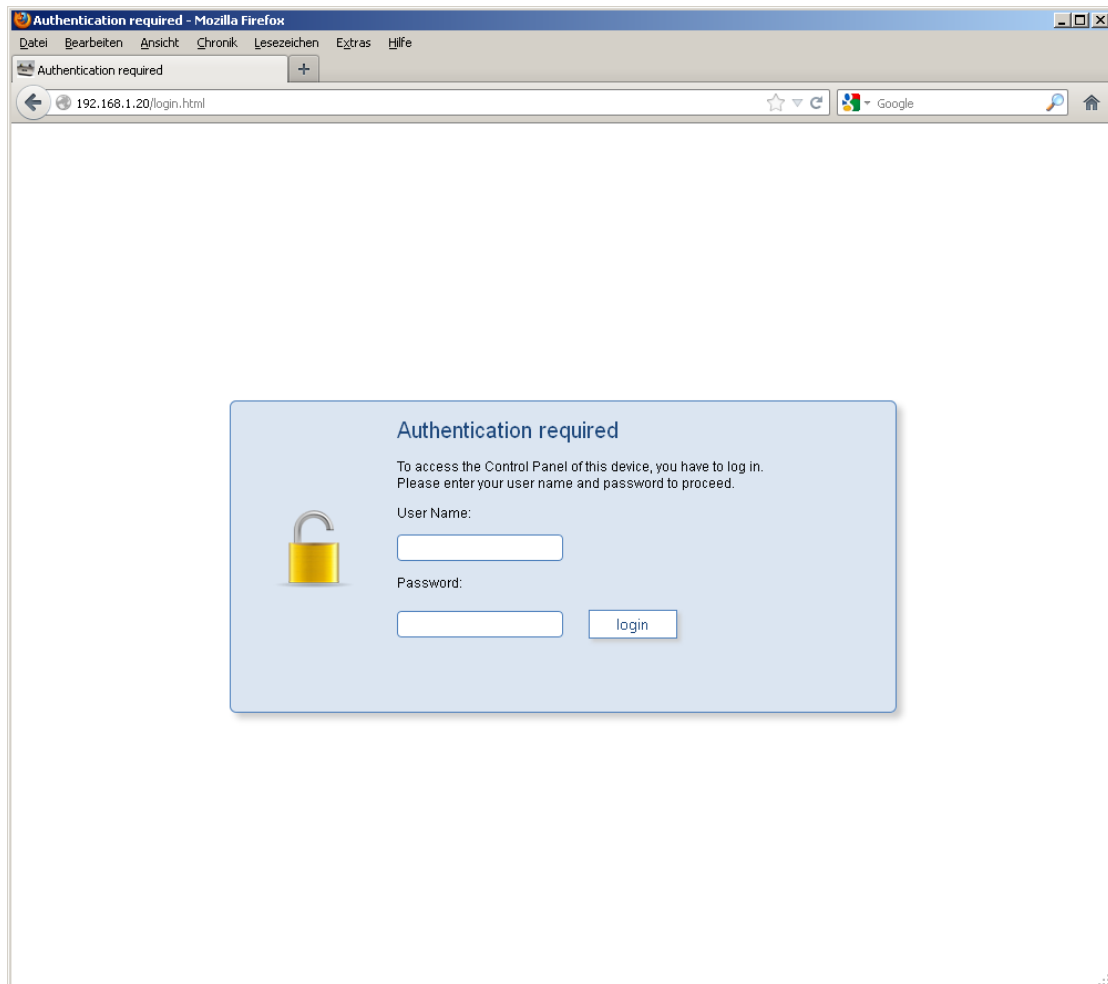 Authentication required - Mozilla Firefox
Datei Bearbeiten Ansicht Chronik Lesezeichen Extras Hilfe
Authentication required
192.168.1.20/login.html
Google
Authentication required
To access the Control Panel of this device, you have to log in.
Please enter your user name and password to proceed.
User Name:
Password:
login